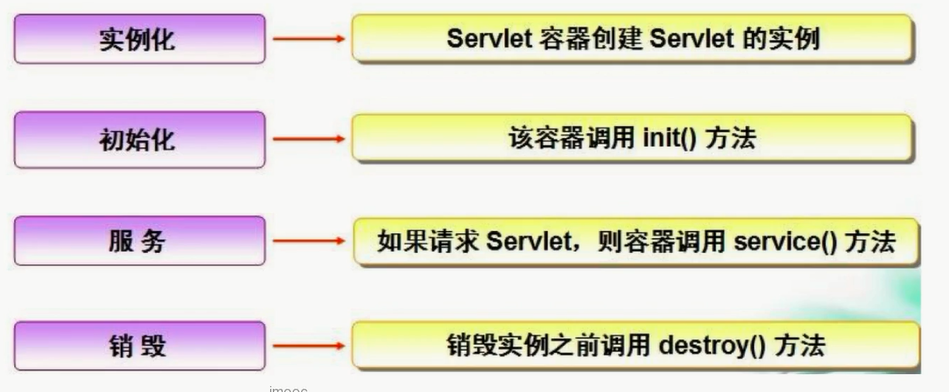 实例化
Servlet 容器创建 Servlet 的实例
初始化
该容器调用 init() 方法
服 务
如果请求 Servlet，则容器调用 service() 方法
销 毁
销毁实例之前调用 destroy() 方法